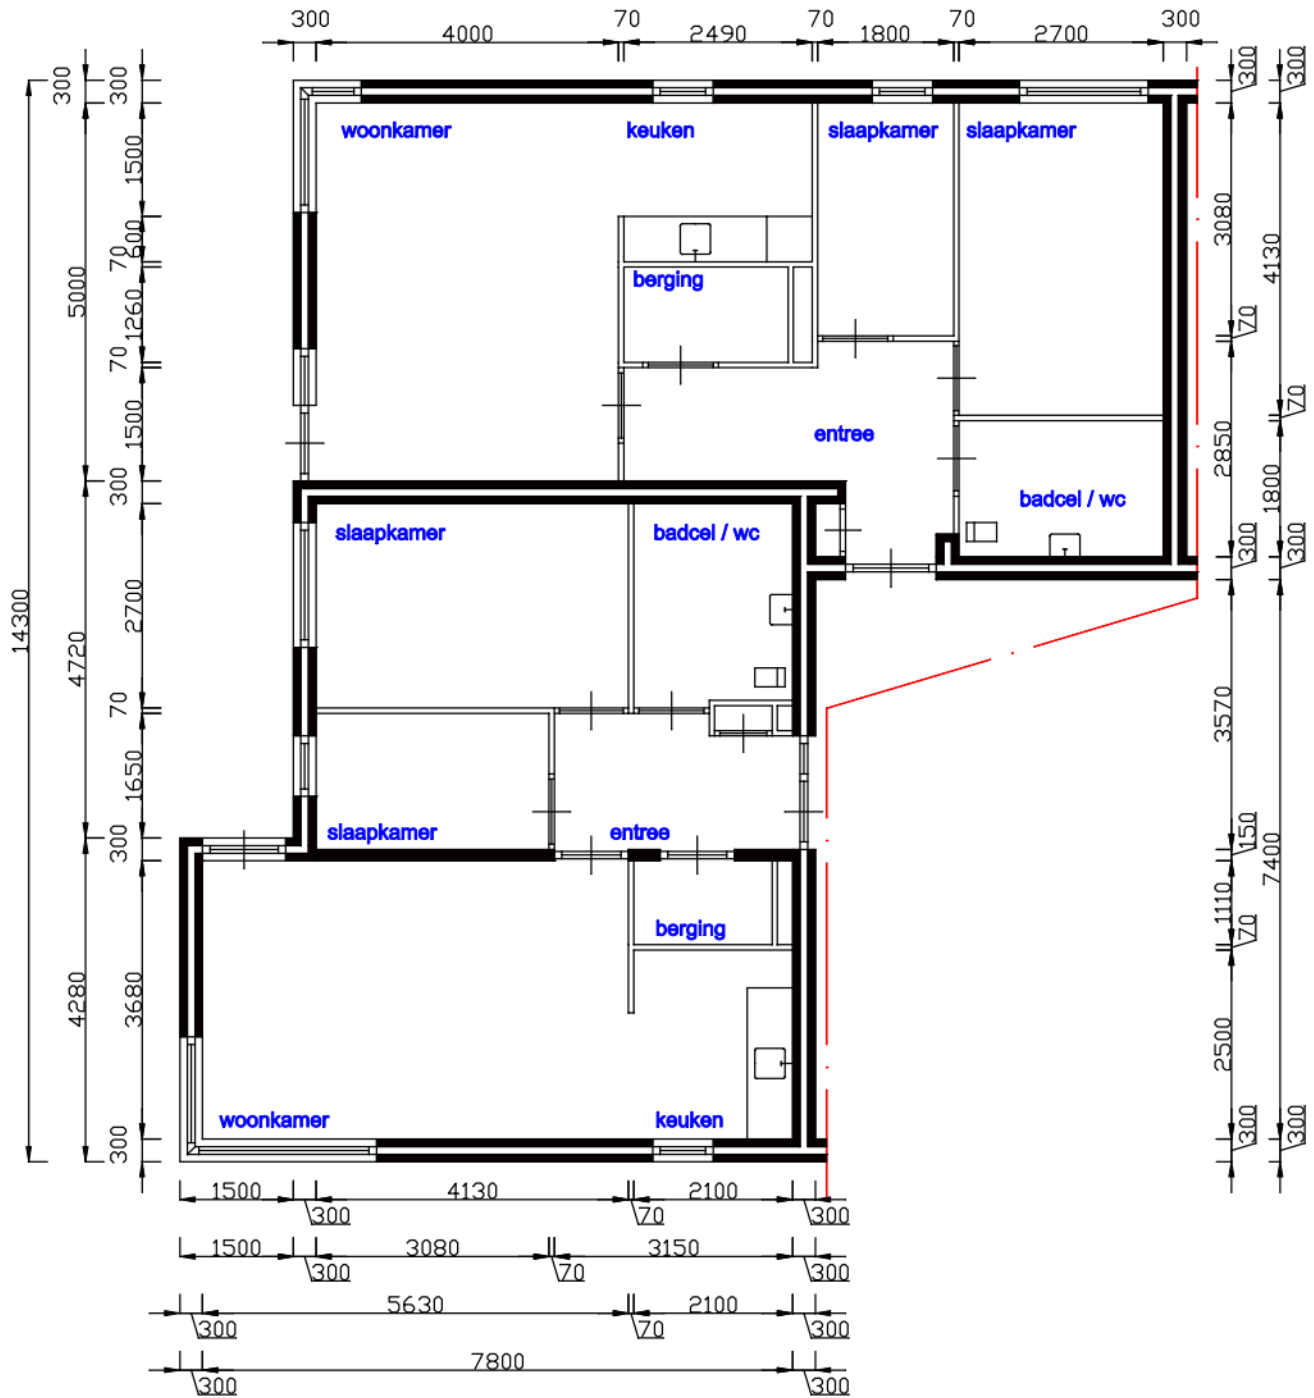 300 70 70 70 300
4000 2490 1800 2700
300 300 300 300
woonkamer keuken slaapkamer slaapkamer
1500 3080 4130
600
70
5000 berging
1260 70
70 70
1500 entree 2850
300 badcel / wc 1800
slaapkamer badcel / wc
300 300
2700
14300 4720
70 3570
1650
slaapkamer entree
300 150
7400
berging 1110
70
4280 3680
2500
woonkamer keuken
300 300 300
1500 4130 2100
300 70 300
1500 3080 3150
300 70 300
5630 2100
300 70 300
7800
300 300